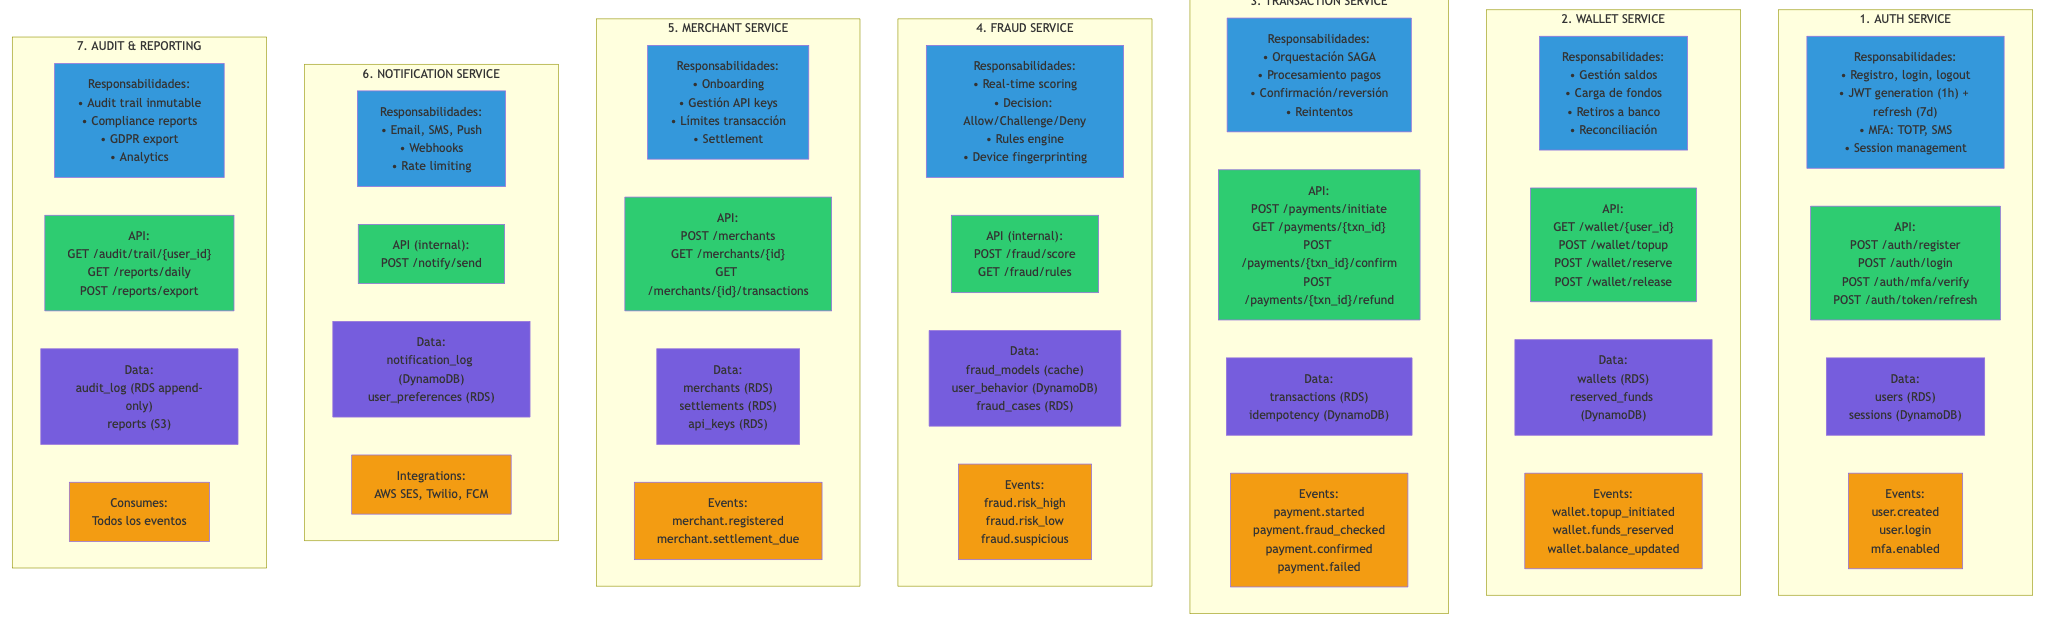 7. AUDIT & REPORTING
Responsabilidades:
• Audit trail inmutable
• Compliance reports
• GDPR export
• Analytics
API:
GET /audit/trail/{user_id}
GET /reports/daily
POST /reports/export
Data:
audit_log (RDS append-
only)
reports (S3)
Consumes:
Todos los eventos
6. NOTIFICATION SERVICE
Responsabilidades:
• Email, SMS, Push
• Webhooks
• Rate limiting
API (internal):
POST /notify/send
Data:
notification_log
(DynamoDB)
user_preferences (RDS)
Integrations:
AWS SES, Twilio, FCM
5. MERCHANT SERVICE
Responsabilidades:
• Onboarding
• Gestión API keys
• Límites transacción
• Settlement
API:
POST /merchants
GET /merchants/{id}
GET
/merchants/{id}/transactions
Data:
merchants (RDS)
settlements (RDS)
api_keys (RDS)
Events:
merchant.registered
merchant.settlement_due
4. FRAUD SERVICE
Responsabilidades:
• Real-time scoring
• Decision:
Allow/Challenge/Deny
• Rules engine
• Device fingerprinting
API (internal):
POST /fraud/score
GET /fraud/rules
Data:
fraud_models (cache)
user_behavior (DynamoDB)
fraud_cases (RDS)
Events:
fraud.risk_high
fraud.risk_low
fraud.suspicious
3. TRANSACTION SERVICE
Responsabilidades:
• Orquestación SAGA
• Procesamiento pagos
• Confirmación/reversión
• Reintentos
API:
POST /payments/initiate
GET /payments/{txn_id}
POST
/payments/{txn_id}/confirm
POST
/payments/{txn_id}/refund
Data:
transactions (RDS)
idempotency (DynamoDB)
Events:
payment.started
payment.fraud_checked
payment.confirmed
payment.failed
2. WALLET SERVICE
Responsabilidades:
• Gestión saldos
• Carga de fondos
• Retiros a banco
• Reconciliación
API:
GET /wallet/{user_id}
POST /wallet/topup
POST /wallet/reserve
POST /wallet/release
Data:
wallets (RDS)
reserved_funds
(DynamoDB)
Events:
wallet.topup_initiated
wallet.funds_reserved
wallet.balance_updated
1. AUTH SERVICE
Responsabilidades:
• Registro, login, logout
• JWT generation (1h) +
refresh (7d)
• MFA: TOTP, SMS
• Session management
API:
POST /auth/register
POST /auth/login
POST /auth/mfa/verify
POST /auth/token/refresh
Data:
users (RDS)
sessions (DynamoDB)
Events:
user.created
user.login
mfa.enabled